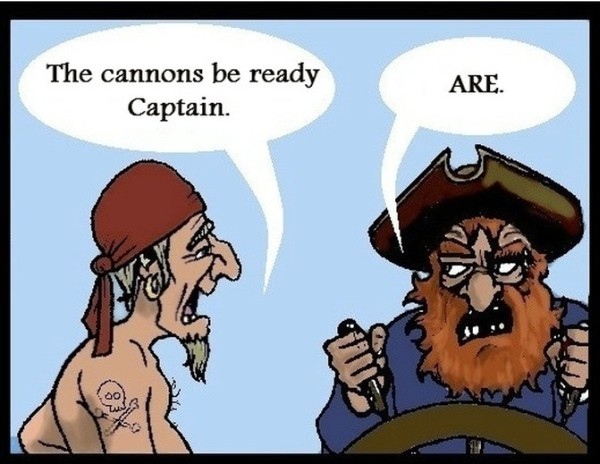 The cannons be ready
Captain.
ARE.